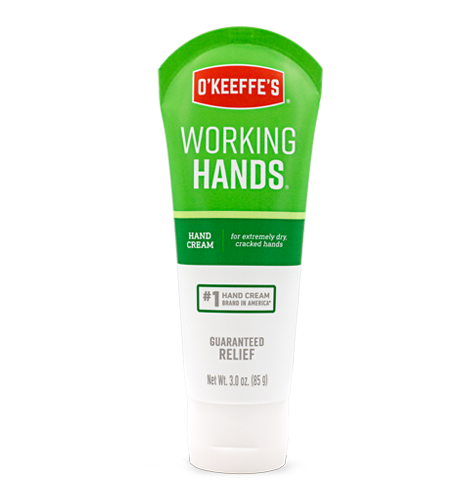 O'KEEFFE'S®
WORKING
HANDS®
HAND
CREAM
for extremely dry,
cracked hands
#1 HAND CREAM
BRAND IN AMERICA*
GUARANTEED
RELIEF
Net Wt. 3.0 oz. (85 g)